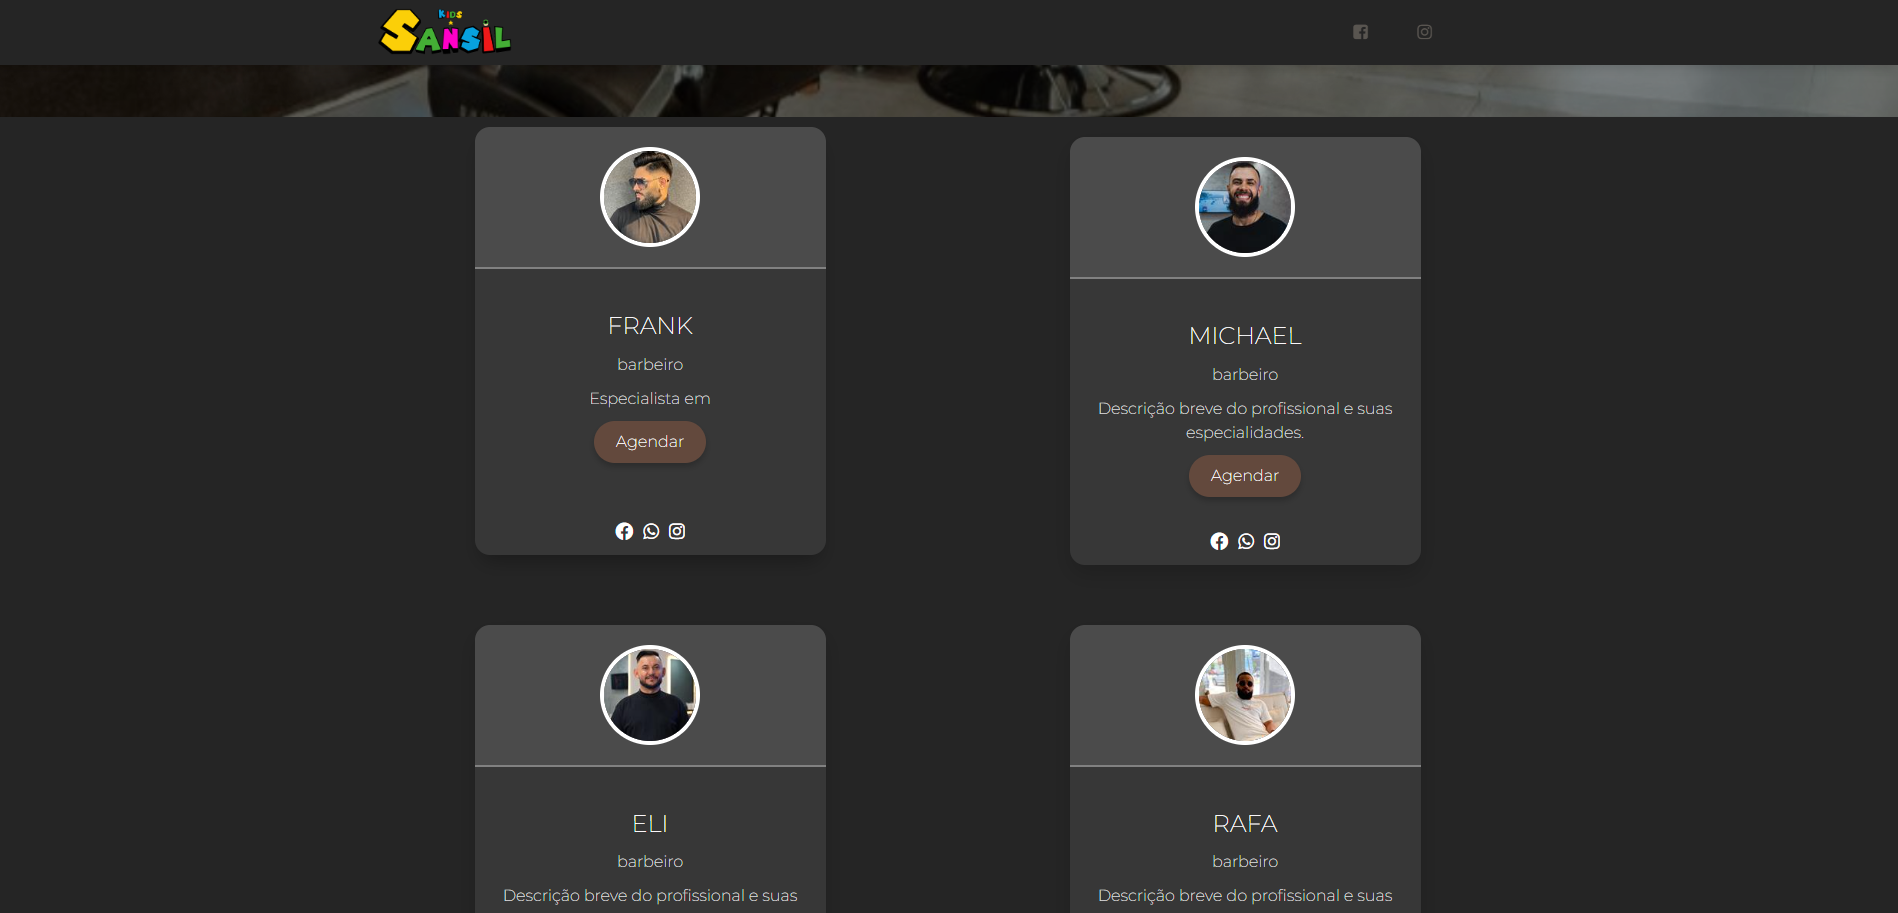 KIDS
SANSIL
FRANK
barbeiro
Especialista em
Agendar
MICHAEL
barbeiro
Descrição breve do profissional e suas
especialidades.
Agendar
ELI
barbeiro
Descrição breve do profissional e suas
RAFA
barbeiro
Descrição breve do profissional e suas